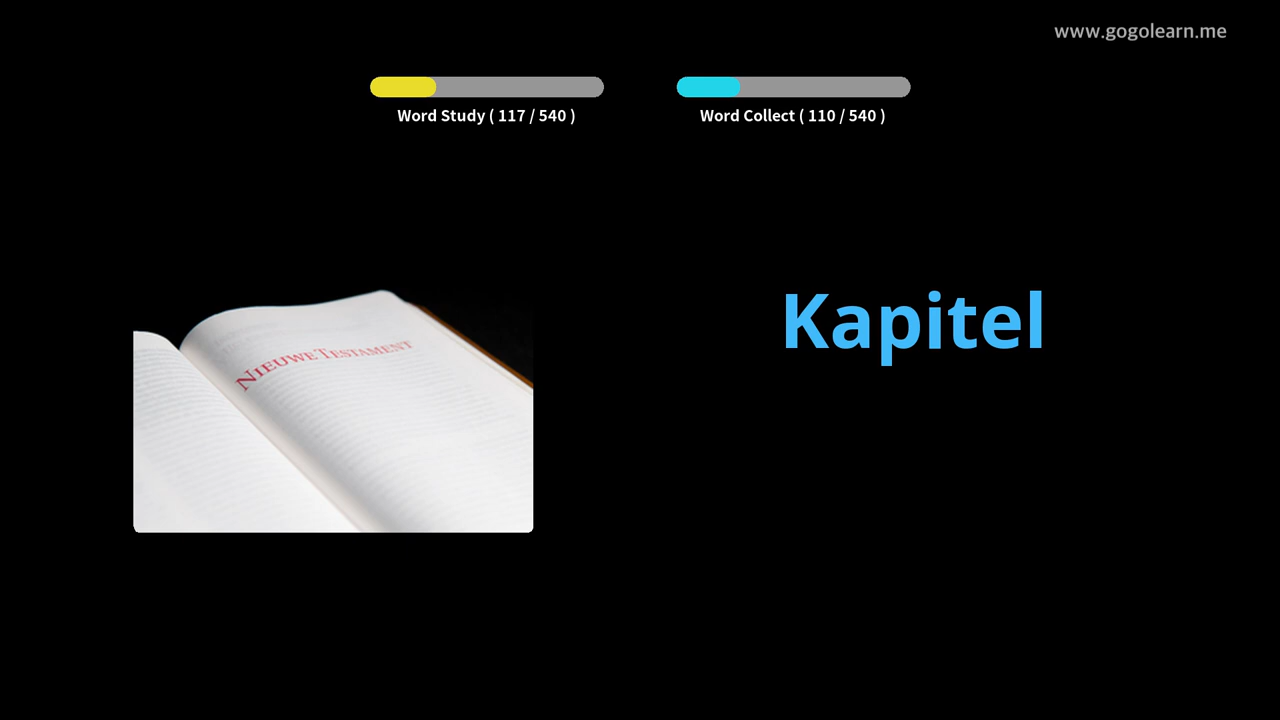 www.gogolearn.me
Word Study ( 117 / 540 )
Word Collect ( 110 / 540 )
Kapitel
NIEUWE TESTAMENT